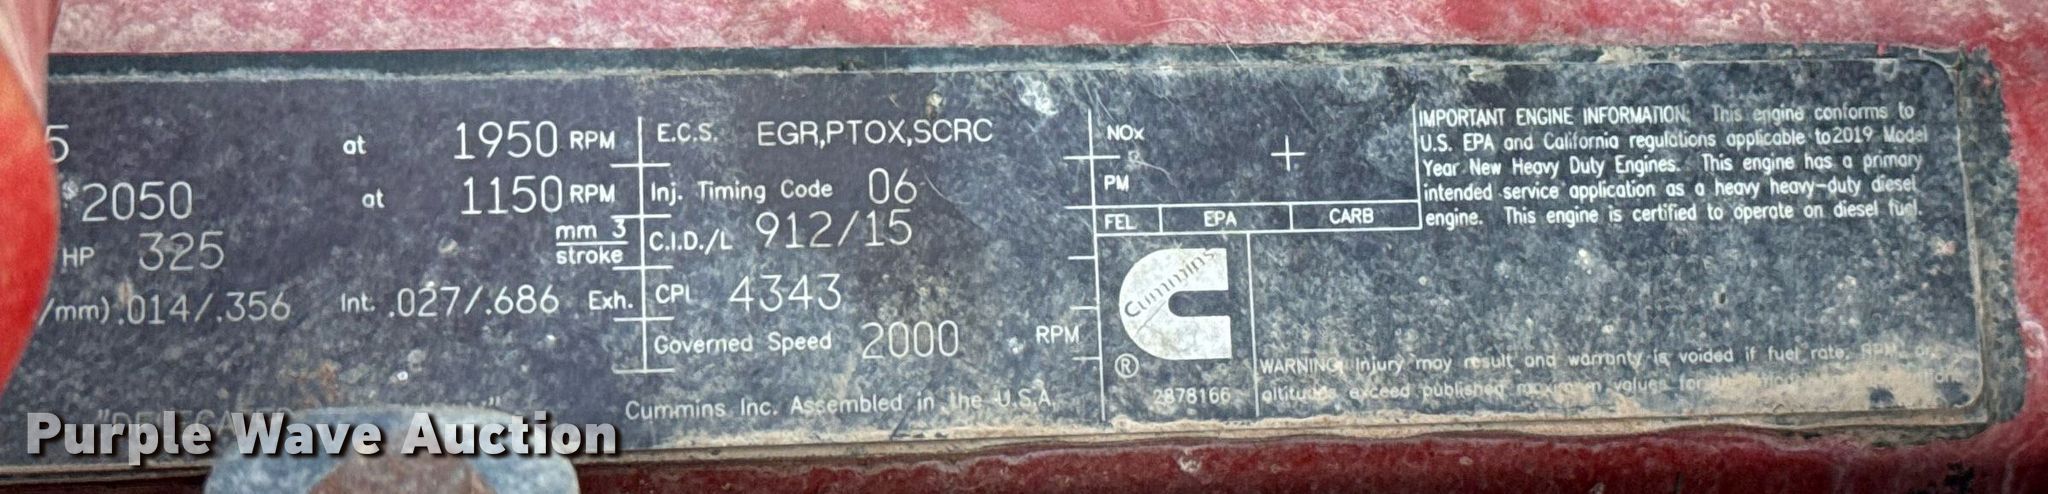 5 at 1950 RPM
2050 at 1150 RPM
HP 325 mm 3
stroke
/mm) .014/.356 Int. .027/.686 Exh.
E.C.S. EGR,PTOX,SCRC
Inj. Timing Code 06
C.I.D./L 912/15
CPL 4343
Governed Speed 2000 RPM
Cummins Inc. Assembled in the U.S.A.
NOx
PM
FEL EPA CARB
Cummins
®
2878166
IMPORTANT ENGINE INFORMATION: This engine conforms to
U.S. EPA and California regulations applicable to 2019 Model
Year New Heavy Duty Engines. This engine has a primary
intended service application as a heavy heavy-duty diesel
engine. This engine is certified to operate on diesel fuel.
WARNING: Injury may result and warranty is voided if fuel rate, RPM or
altitudes exceed published maximum values for
Purple Wave Auction